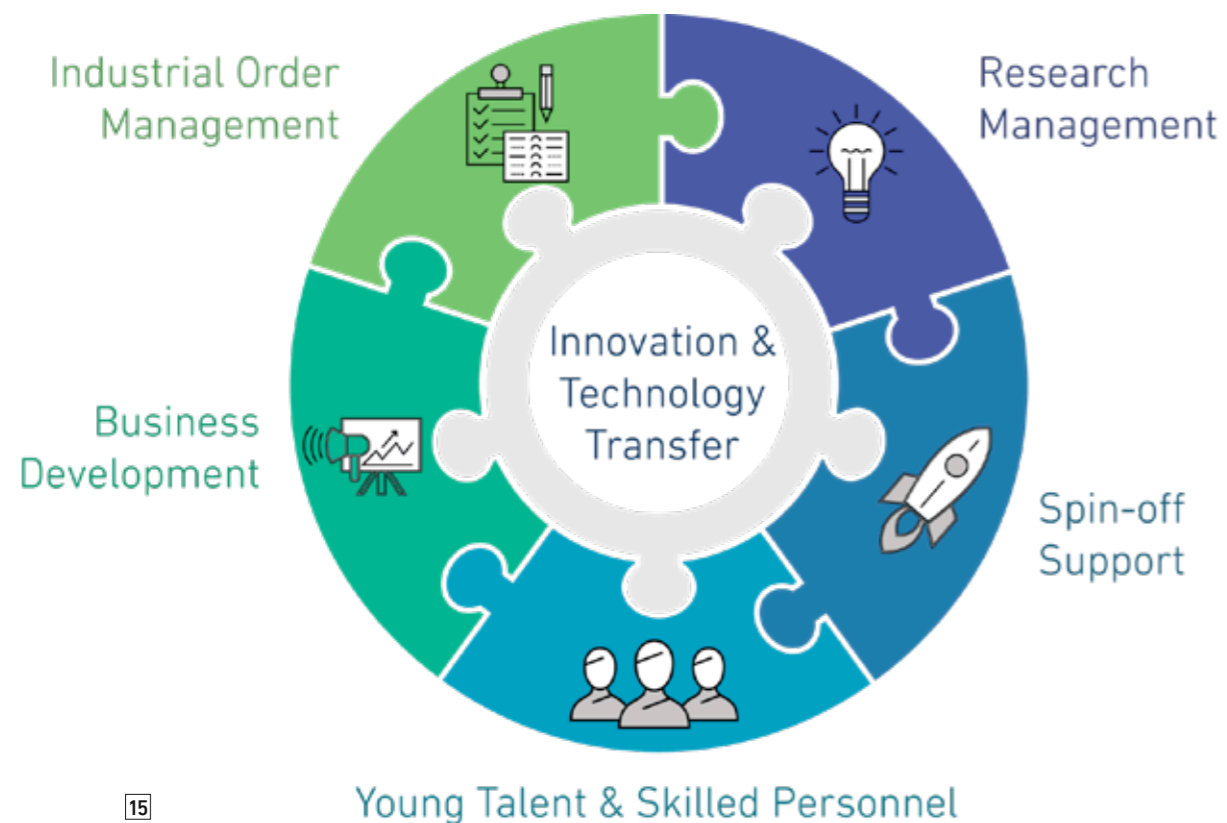 Industrial Order
Management
Research
Management
Innovation &
Technology
Transfer
Business
Development
Spin-off
Support
15
Young Talent & Skilled Personnel